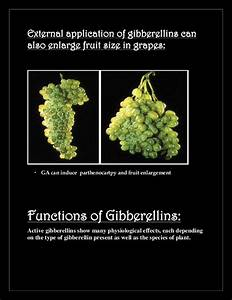 External application of gibberellins can
also enlarge fruit size in grapes:
• GA can induce parthenocartpy and fruit enlargement
Functions of Gibberellins:
Active gibberellins show many physiological effects, each depending
on the type of gibberellin present as well as the species of plant.